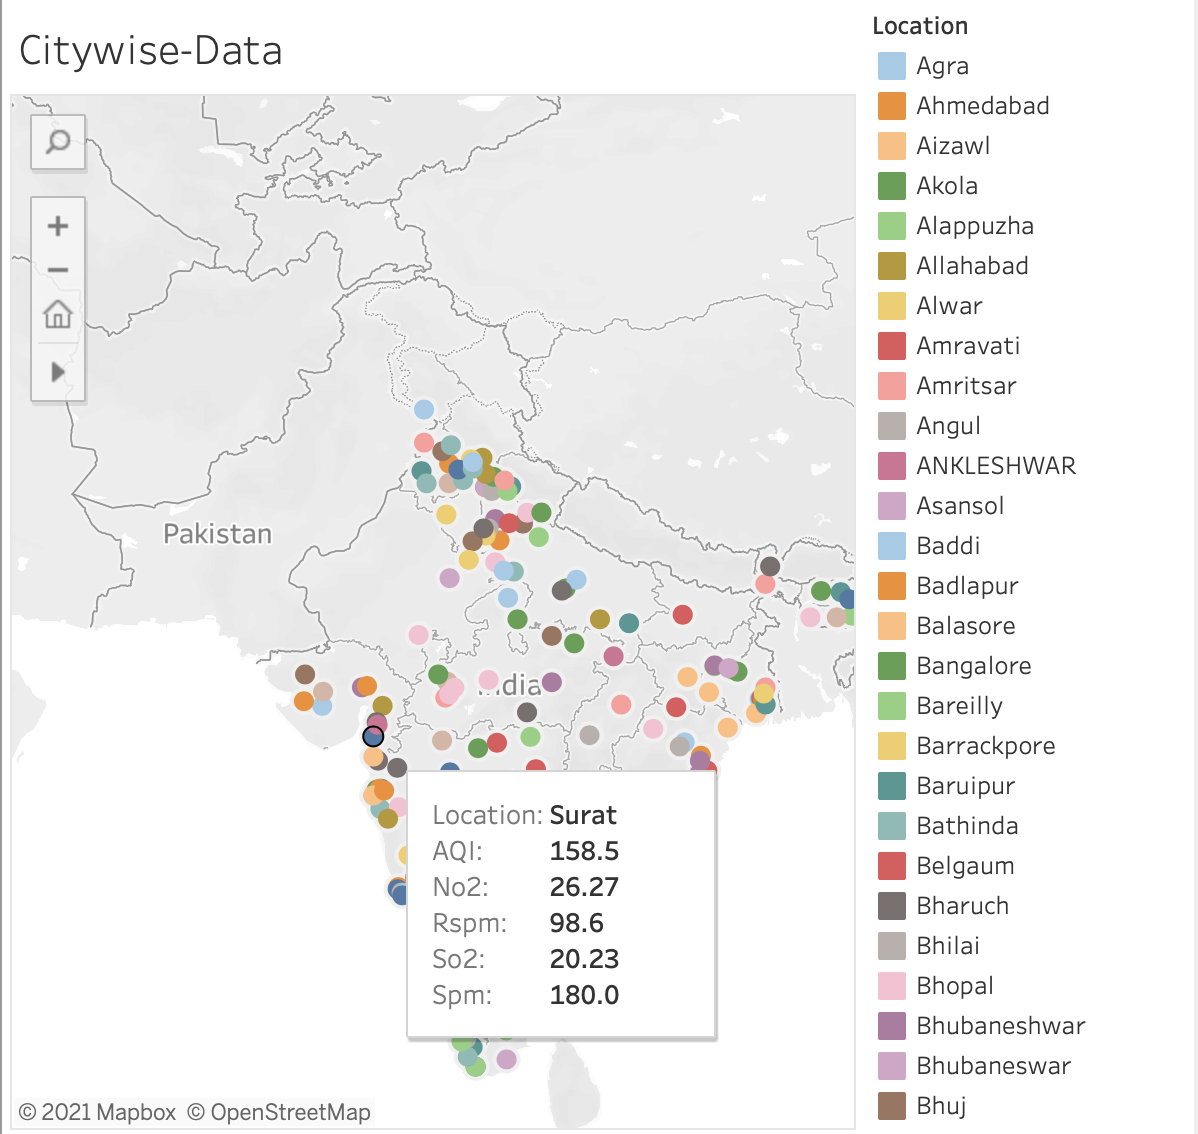 Citywise-Data
Pakistan
India
Location: Surat
AQI: 158.5
No2: 26.27
Rspm: 98.6
So2: 20.23
Spm: 180.0
© 2021 Mapbox © OpenStreetMap
Location
Agra
Ahmedabad
Aizawl
Akola
Alappuzha
Allahabad
Alwar
Amravati
Amritsar
Angul
ANKLESHWAR
Asansol
Baddi
Badlapur
Balasore
Bangalore
Bareilly
Barrackpore
Baruipur
Bathinda
Belgaum
Bharuch
Bhilai
Bhopal
Bhubaneshwar
Bhubaneswar
Bhuj